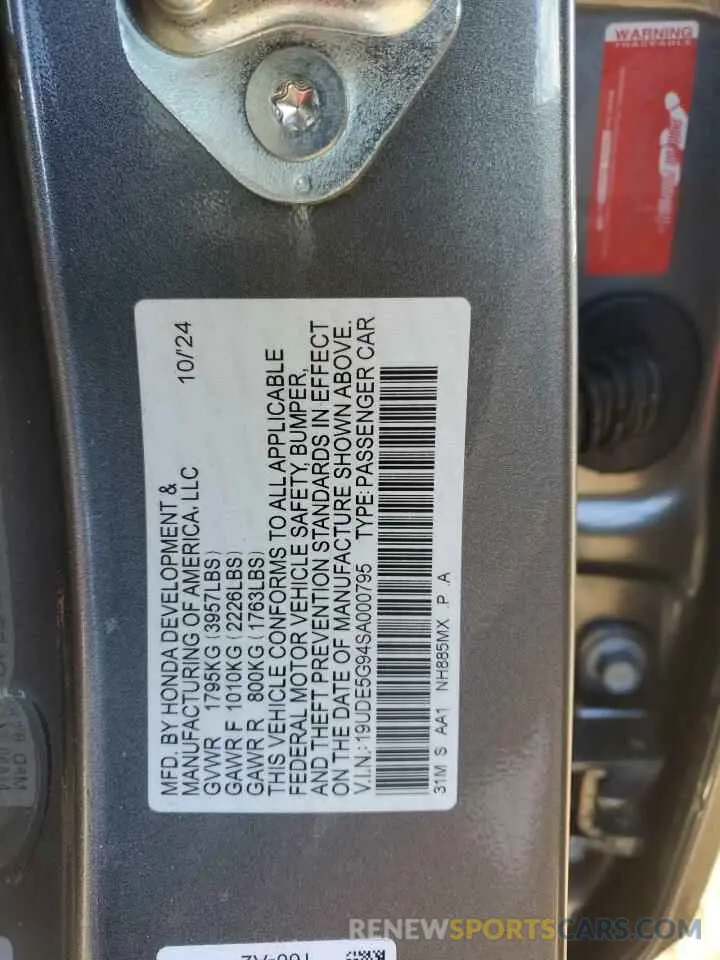 WARNING
TRACEABLE
MFD. BY HONDA DEVELOPMENT & 10/'24
MANUFACTURING OF AMERICA, LLC
GVWR 1795KG (3957LBS)
GAWR F 1010KG (2226LBS)
GAWR R 800KG (1763LBS)
THIS VEHICLE CONFORMS TO ALL APPLICABLE
FEDERAL MOTOR VEHICLE SAFETY, BUMPER,
AND THEFT PREVENTION STANDARDS IN EFFECT
ON THE DATE OF MANUFACTURE SHOWN ABOVE.
V.I.N.: 19UDE5G94SA000795 TYPE: PASSENGER CAR
31M S AA1 NH885MX P A
RENEWSPORTSCARS.COM